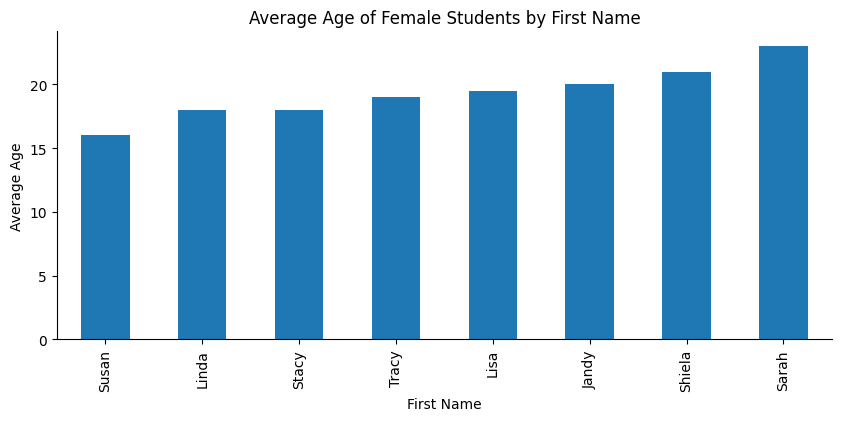 Average Age of Female Students by First Name
Average Age
20
15
10
5
0
Susan
Linda
Stacy
Tracy
Lisa
Jandy
Shiela
Sarah
First Name